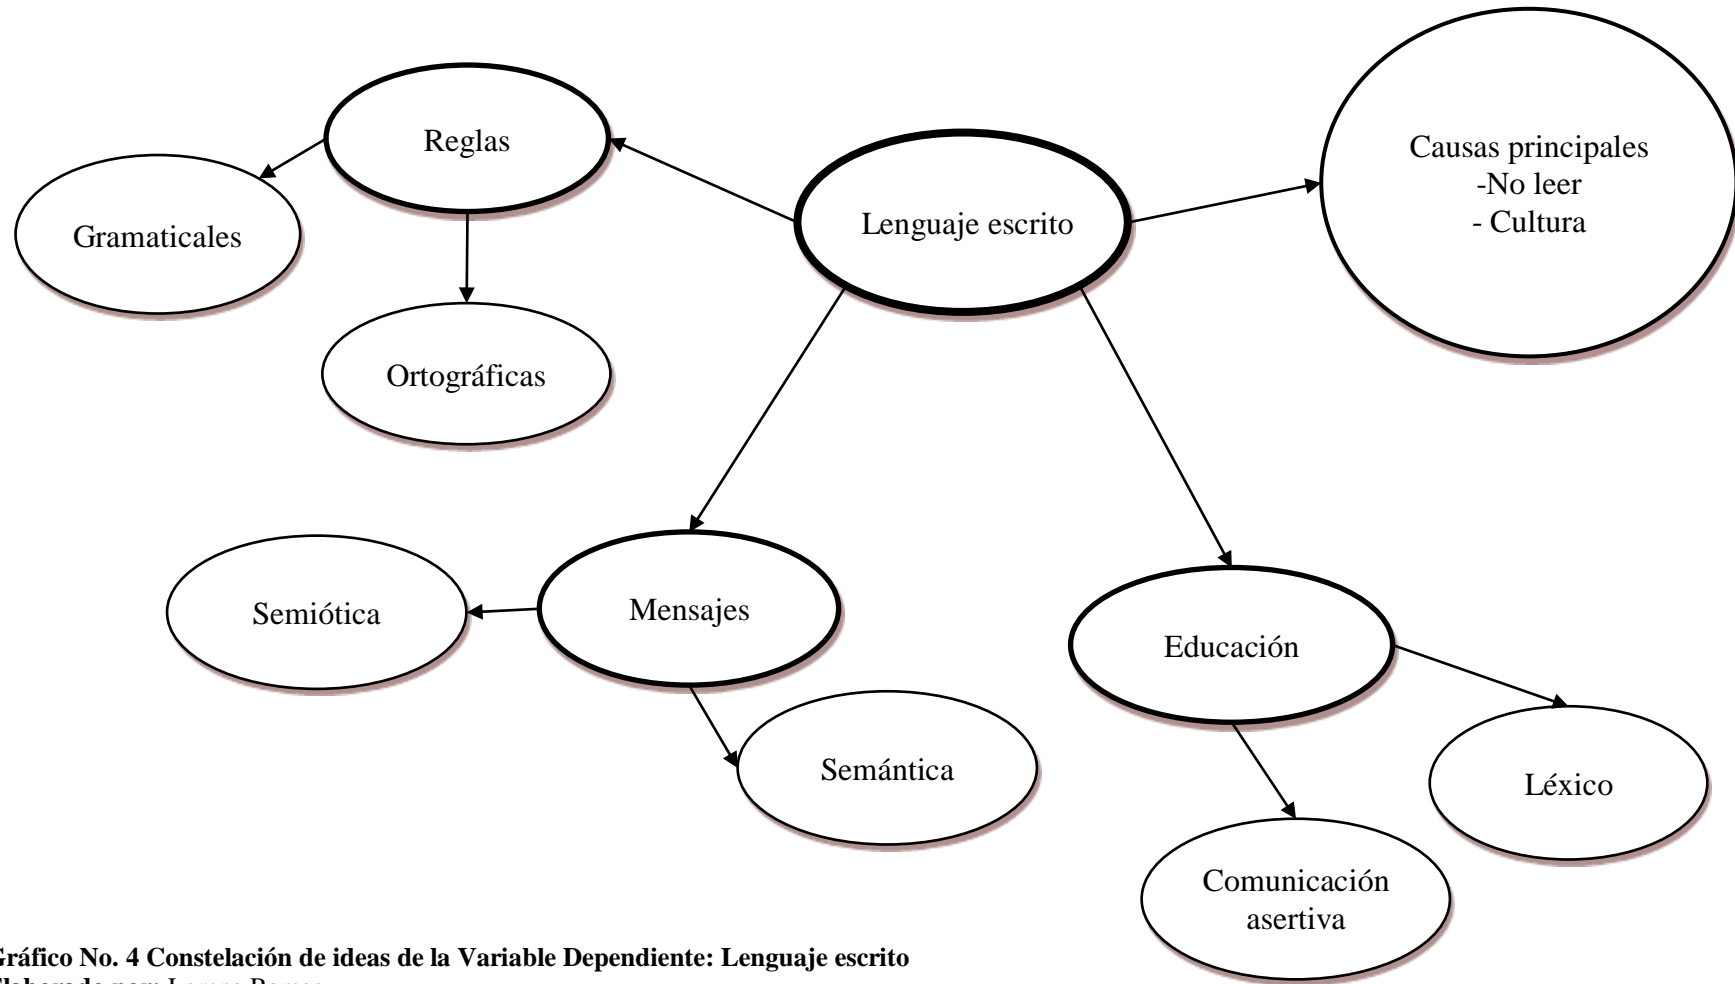 Reglas
Lenguaje escrito
Causas principales
-No leer
- Cultura
Gramaticales
Ortográficas
Semiótica
Mensajes
Educación
Semántica
Léxico
Comunicación
asertiva
Gráfico No. 4 Constelación de ideas de la Variable Dependiente: Lenguaje escrito